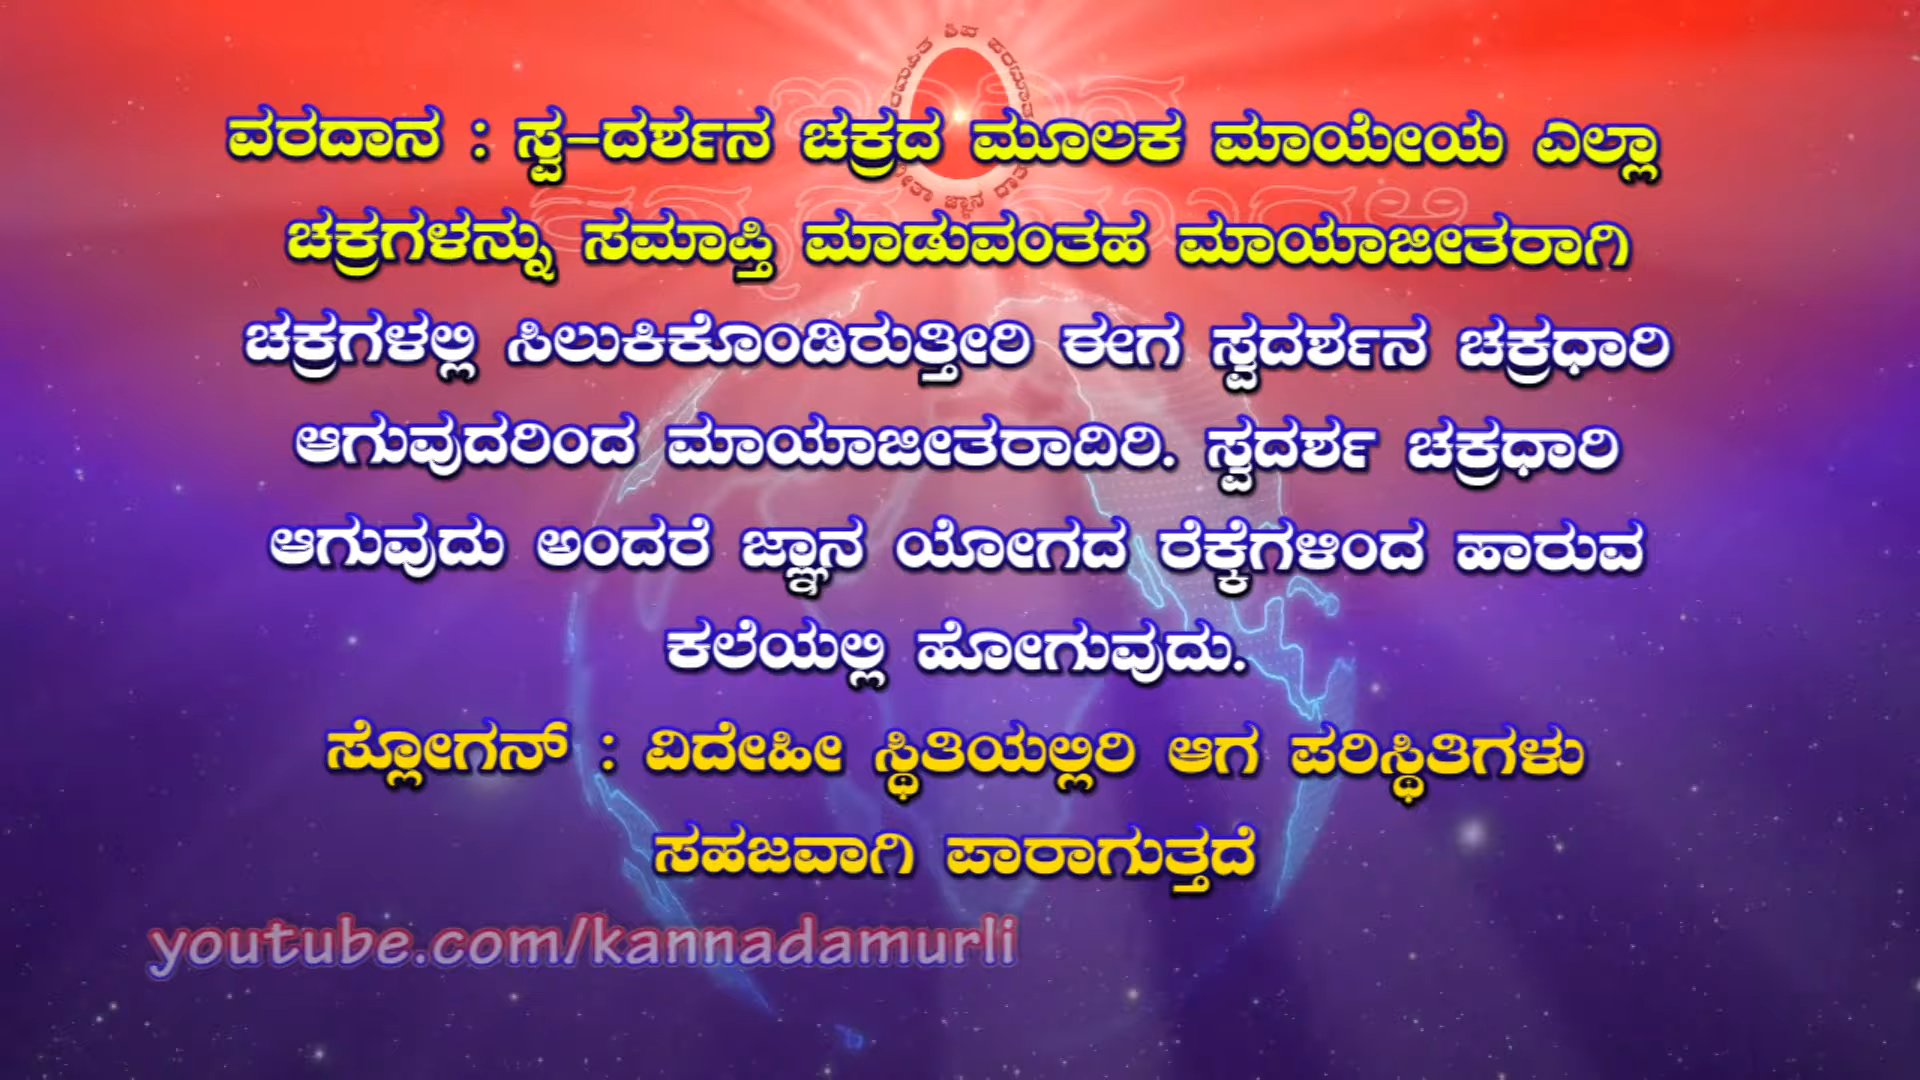 ವರದಾನ : ಸ್ವ-ದರ್ಶನ ಚಕ್ರದ ಮೂಲಕ ಮಾಯೇಯ ಎಲ್ಲಾ
ಚಕ್ರಗಳನ್ನು ಸಮಾಪ್ತಿ ಮಾಡುವಂತಹ ಮಾಯಾಜೀತರಾಗಿ
ಚಕ್ರಗಳಲ್ಲಿ ಸಿಲುಕಿಕೊಂಡಿರುತ್ತೀರಿ ಈಗ ಸ್ವದರ್ಶನ ಚಕ್ರಧಾರಿ
ಆಗುವುದರಿಂದ ಮಾಯಾಜೀತರಾದಿರಿ. ಸ್ವದರ್ಶ ಚಕ್ರಧಾರಿ
ಆಗುವುದು ಅಂದರೆ ಜ್ಞಾನ ಯೋಗದ ರೆಕ್ಕೆಗಳಿಂದ ಹಾರುವ
ಕಲೆಯಲ್ಲಿ ಹೋಗುವುದು.
ಸ್ಲೋಗನ್ : ವಿದೇಹೀ ಸ್ಥಿತಿಯಲ್ಲಿರಿ ಆಗ ಪರಿಸ್ಥಿತಿಗಳು
ಸಹಜವಾಗಿ ಪಾರಾಗುತ್ತದೆ
youtube.com/kannadamurli